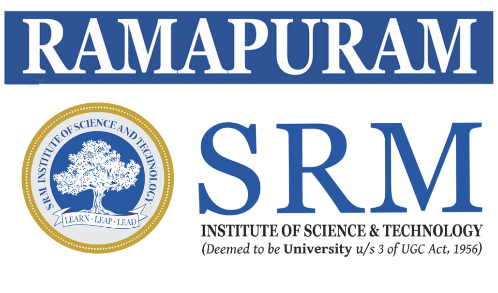 RAMAPURAM
SRM INSTITUTE OF SCIENCE AND TECHNOLOGY
LEARN · LEAP · LEAD
SRM
INSTITUTE OF SCIENCE & TECHNOLOGY
(Deemed to be University u/s 3 of UGC Act, 1956)